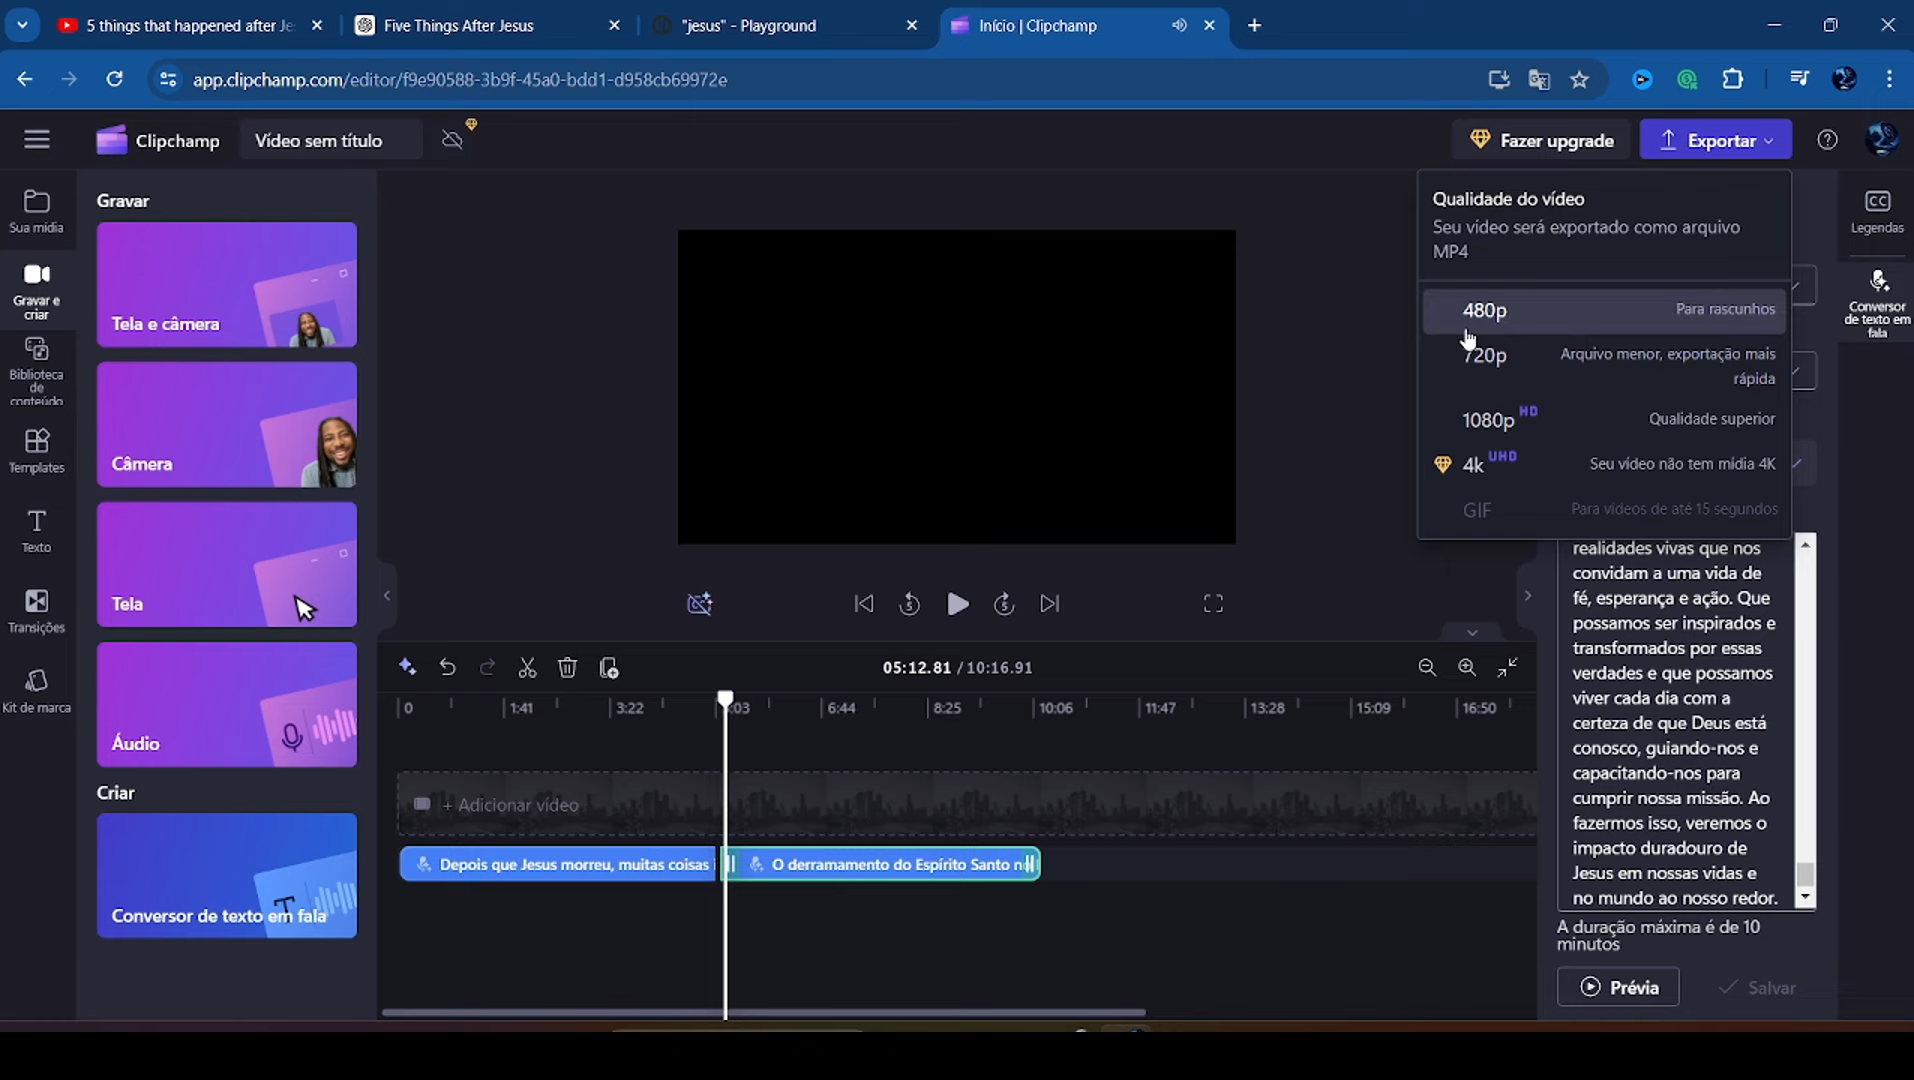 5 things that happened after Je
Five Things After Jesus
"jesus" - Playground
Início | Clipchamp
app.clipchamp.com/editor/f9e90588-3b9f-45a0-bdd1-d958cb69972e
Clipchamp
Vídeo sem título
Fazer upgrade
Exportar
Sua mídia
Gravar e
criar
Biblioteca
de
conteúdo
Templates
Texto
Transições
Kit de marca
Gravar
Tela e câmera
Câmera
Tela
Áudio
Criar
Conversor de texto em fala
Qualidade do vídeo
Seu vídeo será exportado como arquivo
MP4
480p Para rascunhos
720p Arquivo menor, exportação mais
rápida
1080p HD Qualidade superior
4k UHD Seu vídeo não tem mídia 4K
GIF Para vídeos de até 15 segundos
CC
Legendas
Conversor
de texto em
fala
realidades vivas que nos
convidam a uma vida de
fé, esperança e ação. Que
possamos ser inspirados e
transformados por essas
verdades e que possamos
viver cada dia com a
certeza de que Deus está
conosco, guiando-nos e
capacitando-nos para
cumprir nossa missão. Ao
fazermos isso, veremos o
impacto duradouro de
Jesus em nossas vidas e
no mundo ao nosso redor.
A duração máxima é de 10
minutos
Prévia
Salvar
05:12.81 / 10:16.91
0 1:41 3:22 5:03 6:44 8:25 10:06 11:47 13:28 15:09 16:50
+ Adicionar vídeo
Depois que Jesus morreu, muitas coisas
O derramamento do Espírito Santo n